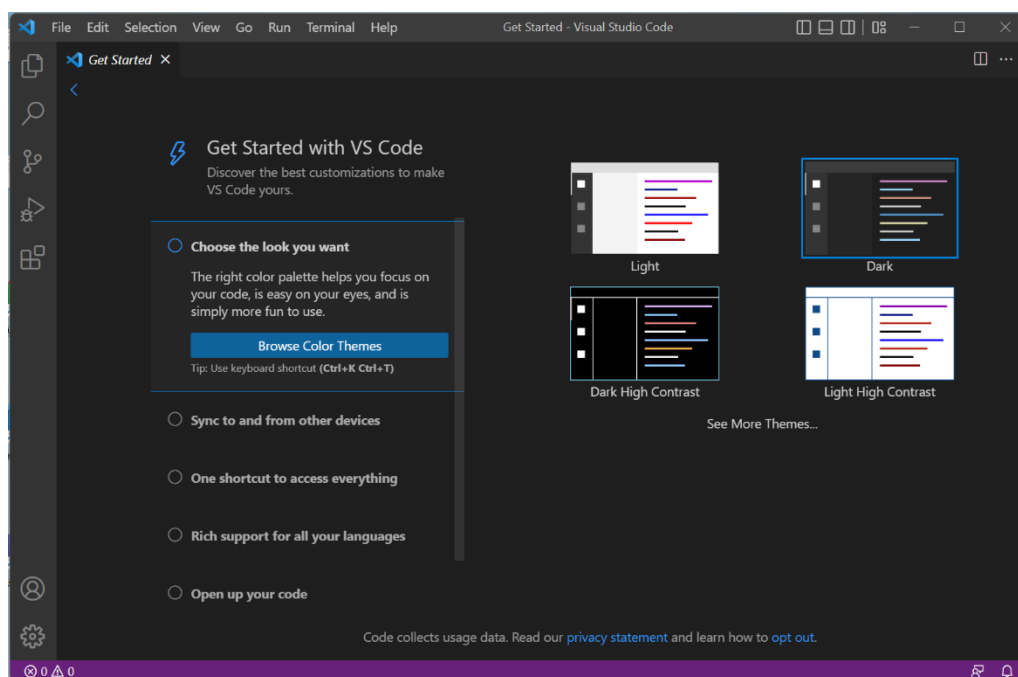 File Edit Selection View Go Run Terminal Help Get Started - Visual Studio Code
Get Started
Get Started with VS Code
Discover the best customizations to make
VS Code yours.
Choose the look you want
The right color palette helps you focus on
your code, is easy on your eyes, and is
simply more fun to use.
Browse Color Themes
Tip: Use keyboard shortcut (Ctrl+K Ctrl+T)
Sync to and from other devices
One shortcut to access everything
Rich support for all your languages
Open up your code
Light
Dark
Dark High Contrast
Light High Contrast
See More Themes...
Code collects usage data. Read our privacy statement and learn how to opt out.
0 0